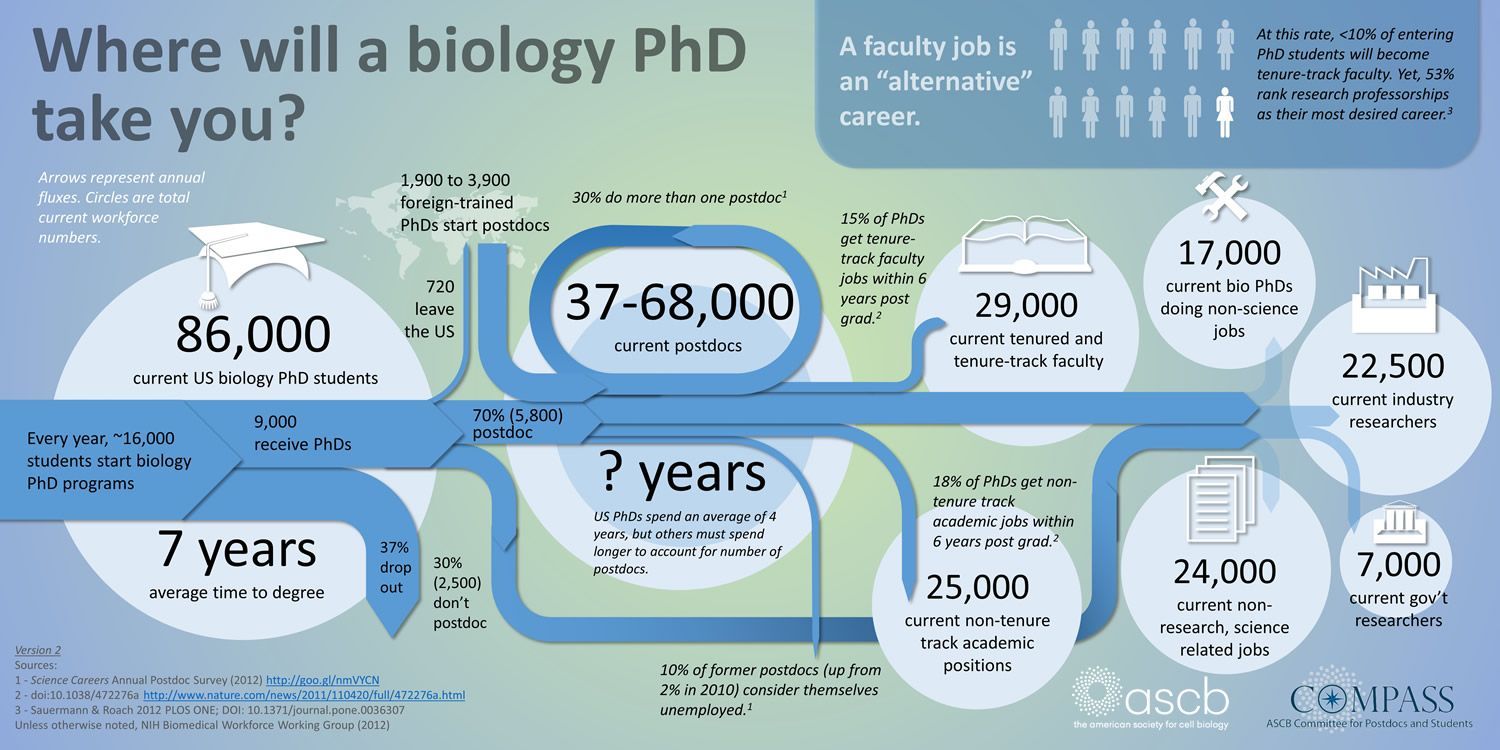 Where will a biology PhD
take you?
A faculty job is
an “alternative”
career.
At this rate, <10% of entering
PhD students will become
tenure-track faculty. Yet, 53%
rank research professorships
as their most desired career.3
Arrows represent annual
fluxes. Circles are total
current workforce
numbers.
86,000
current US biology PhD students
Every year, ~16,000
students start biology
PhD programs
9,000
receive PhDs
7 years
average time to degree
37%
drop
out
30%
(2,500)
don’t
postdoc
1,900 to 3,900
foreign-trained
PhDs start postdocs
720
leave
the US
70% (5,800)
postdoc
30% do more than one postdoc1
37-68,000
current postdocs
? years
US PhDs spend an average of 4
years, but others must spend
longer to account for number of
postdocs.
10% of former postdocs (up from
2% in 2010) consider themselves
unemployed.1
15% of PhDs
get tenure-
track faculty
jobs within 6
years post
grad.2
29,000
current tenured and
tenure-track faculty
18% of PhDs get non-
tenure track
academic jobs within
6 years post grad.2
25,000
current non-tenure
track academic
positions
17,000
current bio PhDs
doing non-science
jobs
22,500
current industry
researchers
24,000
current non-
research, science
related jobs
7,000
current gov’t
researchers
Version 2
Sources:
1 - Science Careers Annual Postdoc Survey (2012) http://goo.gl/nmVYCN
2 - doi:10.1038/472276a http://www.nature.com/news/2011/110420/full/472276a.html
3 - Sauermann & Roach 2012 PLOS ONE; DOI: 10.1371/journal.pone.0036307
Unless otherwise noted, NIH Biomedical Workforce Working Group (2012)
ascb
the american society for cell biology
COMPASS
ASCB Committee for Postdocs and Students